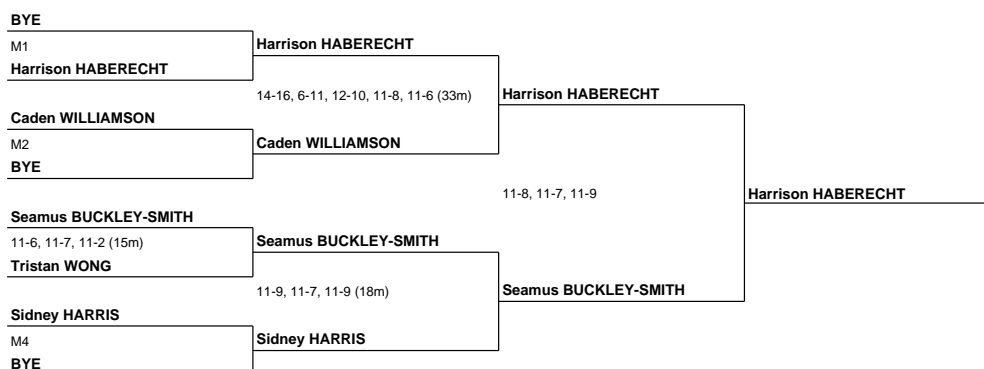 BYE
M1
Harrison HABERECHT
Harrison HABERECHT
14-16, 6-11, 12-10, 11-8, 11-6 (33m)
Harrison HABERECHT
Caden WILLIAMSON
M2
Caden WILLIAMSON
BYE
11-8, 11-7, 11-9
Harrison HABERECHT
Seamus BUCKLEY-SMITH
11-6, 11-7, 11-2 (15m)
Seamus BUCKLEY-SMITH
Tristan WONG
11-9, 11-7, 11-9 (18m)
Seamus BUCKLEY-SMITH
Sidney HARRIS
M4
Sidney HARRIS
BYE